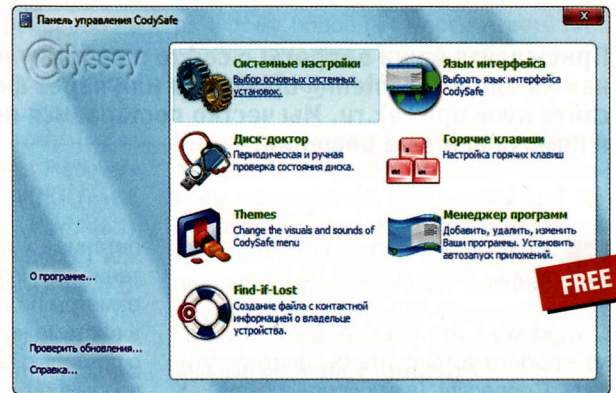 Панель управления CodySafe
Odyssey
Системные настройки
Выбор основных системных
установок.
Язык интерфейса
Выбрать язык интерфейса
CodySafe
Диск-доктор
Периодическая и ручная
проверка состояния диска.
Горячие клавиши
Настройка горячих клавиш
Themes
Change the visuals and sounds of
CodySafe menu
Менеджер программ
Добавить, удалить, изменить
Ваши программы. Установить
автозапуск приложений.
FREE
О программе...
Find-if-Lost
Создание файла с контактной
информацией о владельце
устройства.
Проверить обновления...
Справка...